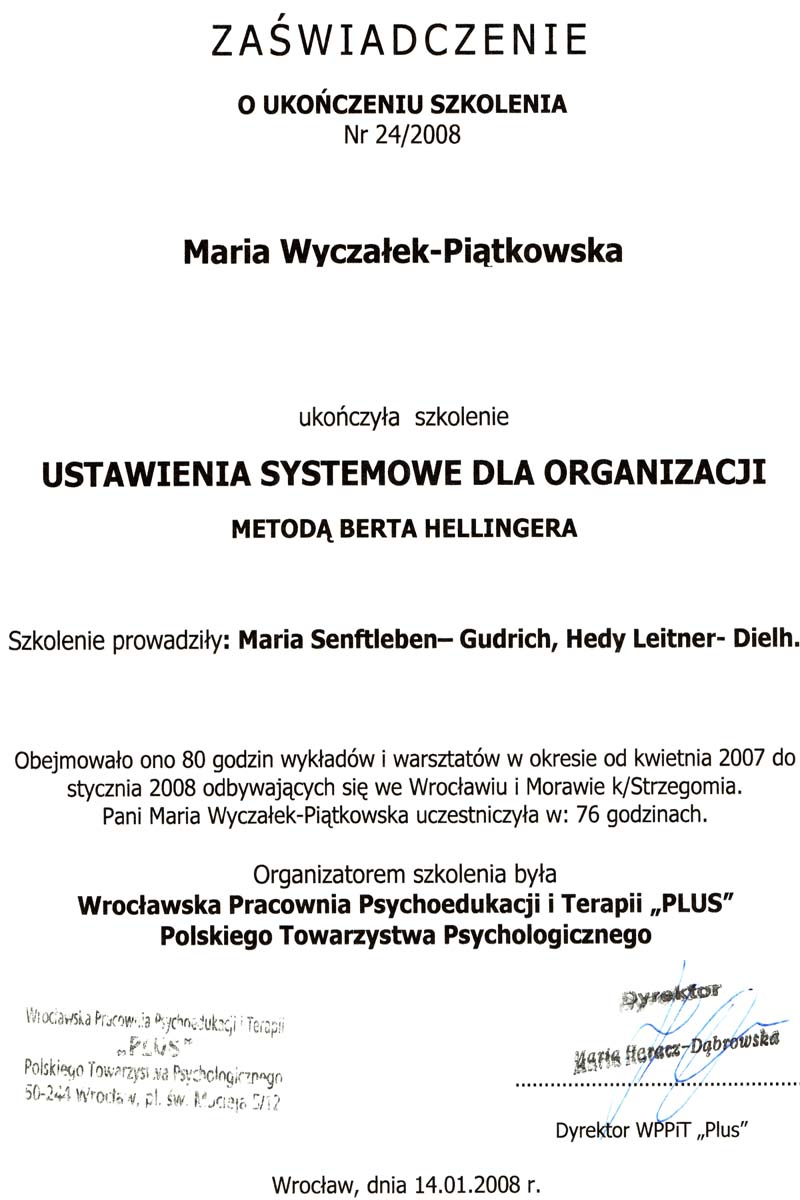 ZAŚWIADCZENIE
O UKOŃCZENIU SZKOLENIA
Nr 24/2008
Maria Wyczałek-Piątkowska
ukończyła szkolenie
USTAWIENIA SYSTEMOWE DLA ORGANIZACJI
METODĄ BERTA HELLINGERA
Szkolenie prowadziły: Maria Senftleben– Gudrich, Hedy Leitner- Dielh.
Obejmowało ono 80 godzin wykładów i warsztatów w okresie od kwietnia 2007 do
stycznia 2008 odbywających się we Wrocławiu i Morawie k/Strzegomia.
Pani Maria Wyczałek-Piątkowska uczestniczyła w: 76 godzinach.
Organizatorem szkolenia była
Wrocławska Pracownia Psychoedukacji i Terapii „PLUS”
Polskiego Towarzystwa Psychologicznego
Wrocławska Pracownia Psychoedukacji i Terapii
„PLUS”
Polskiego Towarzystwa Psychologicznego
50-244 Wrocław, pl. św. Macieja 5/12
Dyrektor
Maria Haracz-Dąbrowska
Dyrektor WPPiT „Plus”
Wrocław, dnia 14.01.2008 r.